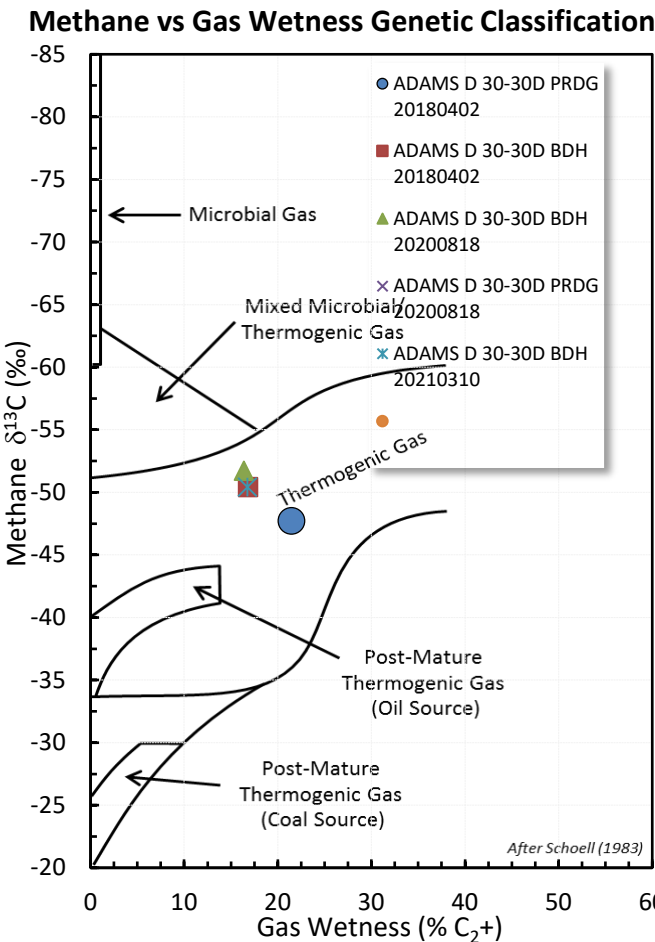 Methane vs Gas Wetness Genetic Classification
-85
-80
-75
-70
-65
-60
-55
-50
-45
-40
-35
-30
-25
-20
Methane δ¹³C (‰)
ADAMS D 30-30D PRDG
20180402
ADAMS D 30-30D BDH
20180402
ADAMS D 30-30D BDH
20200818
ADAMS D 30-30D PRDG
20200818
ADAMS D 30-30D BDH
20210310
Microbial Gas
Mixed Microbial/
Thermogenic Gas
Thermogenic Gas
Post-Mature
Thermogenic Gas
(Oil Source)
Post-Mature
Thermogenic Gas
(Coal Source)
After Schoell (1983)
0 10 20 30 40 50 60
Gas Wetness (% C₂+)